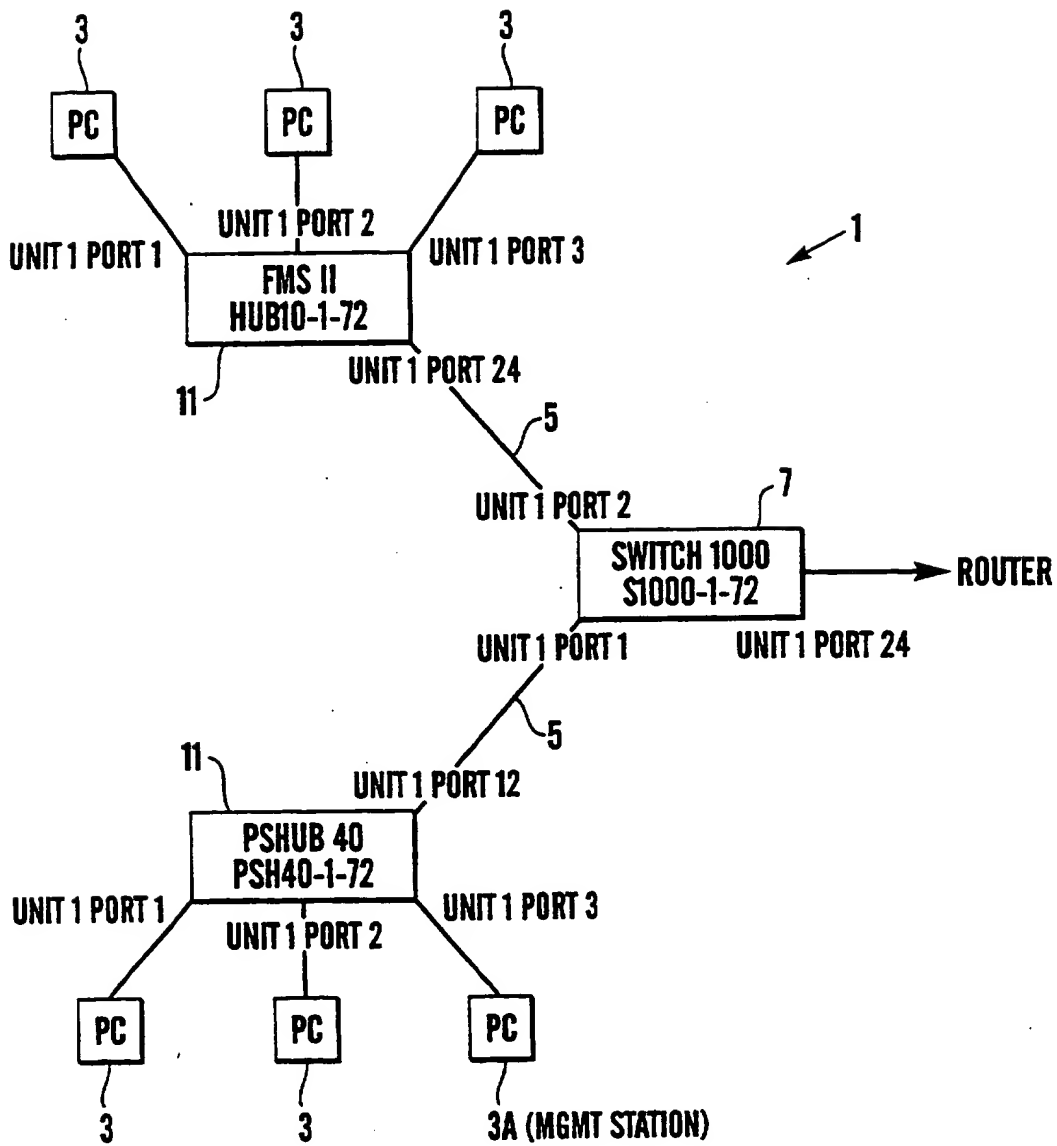 3
3
3
PC
PC
PC
UNIT 1 PORT 1
UNIT 1 PORT 2
UNIT 1 PORT 3
1
FMS II
HUB10-1-72
11
UNIT 1 PORT 24
5
UNIT 1 PORT 2
7
SWITCH 1000
S1000-1-72
ROUTER
UNIT 1 PORT 1
UNIT 1 PORT 24
5
11
UNIT 1 PORT 12
PSHUB 40
PSH40-1-72
UNIT 1 PORT 1
UNIT 1 PORT 2
UNIT 1 PORT 3
PC
PC
PC
3
3
3A (MGMT STATION)